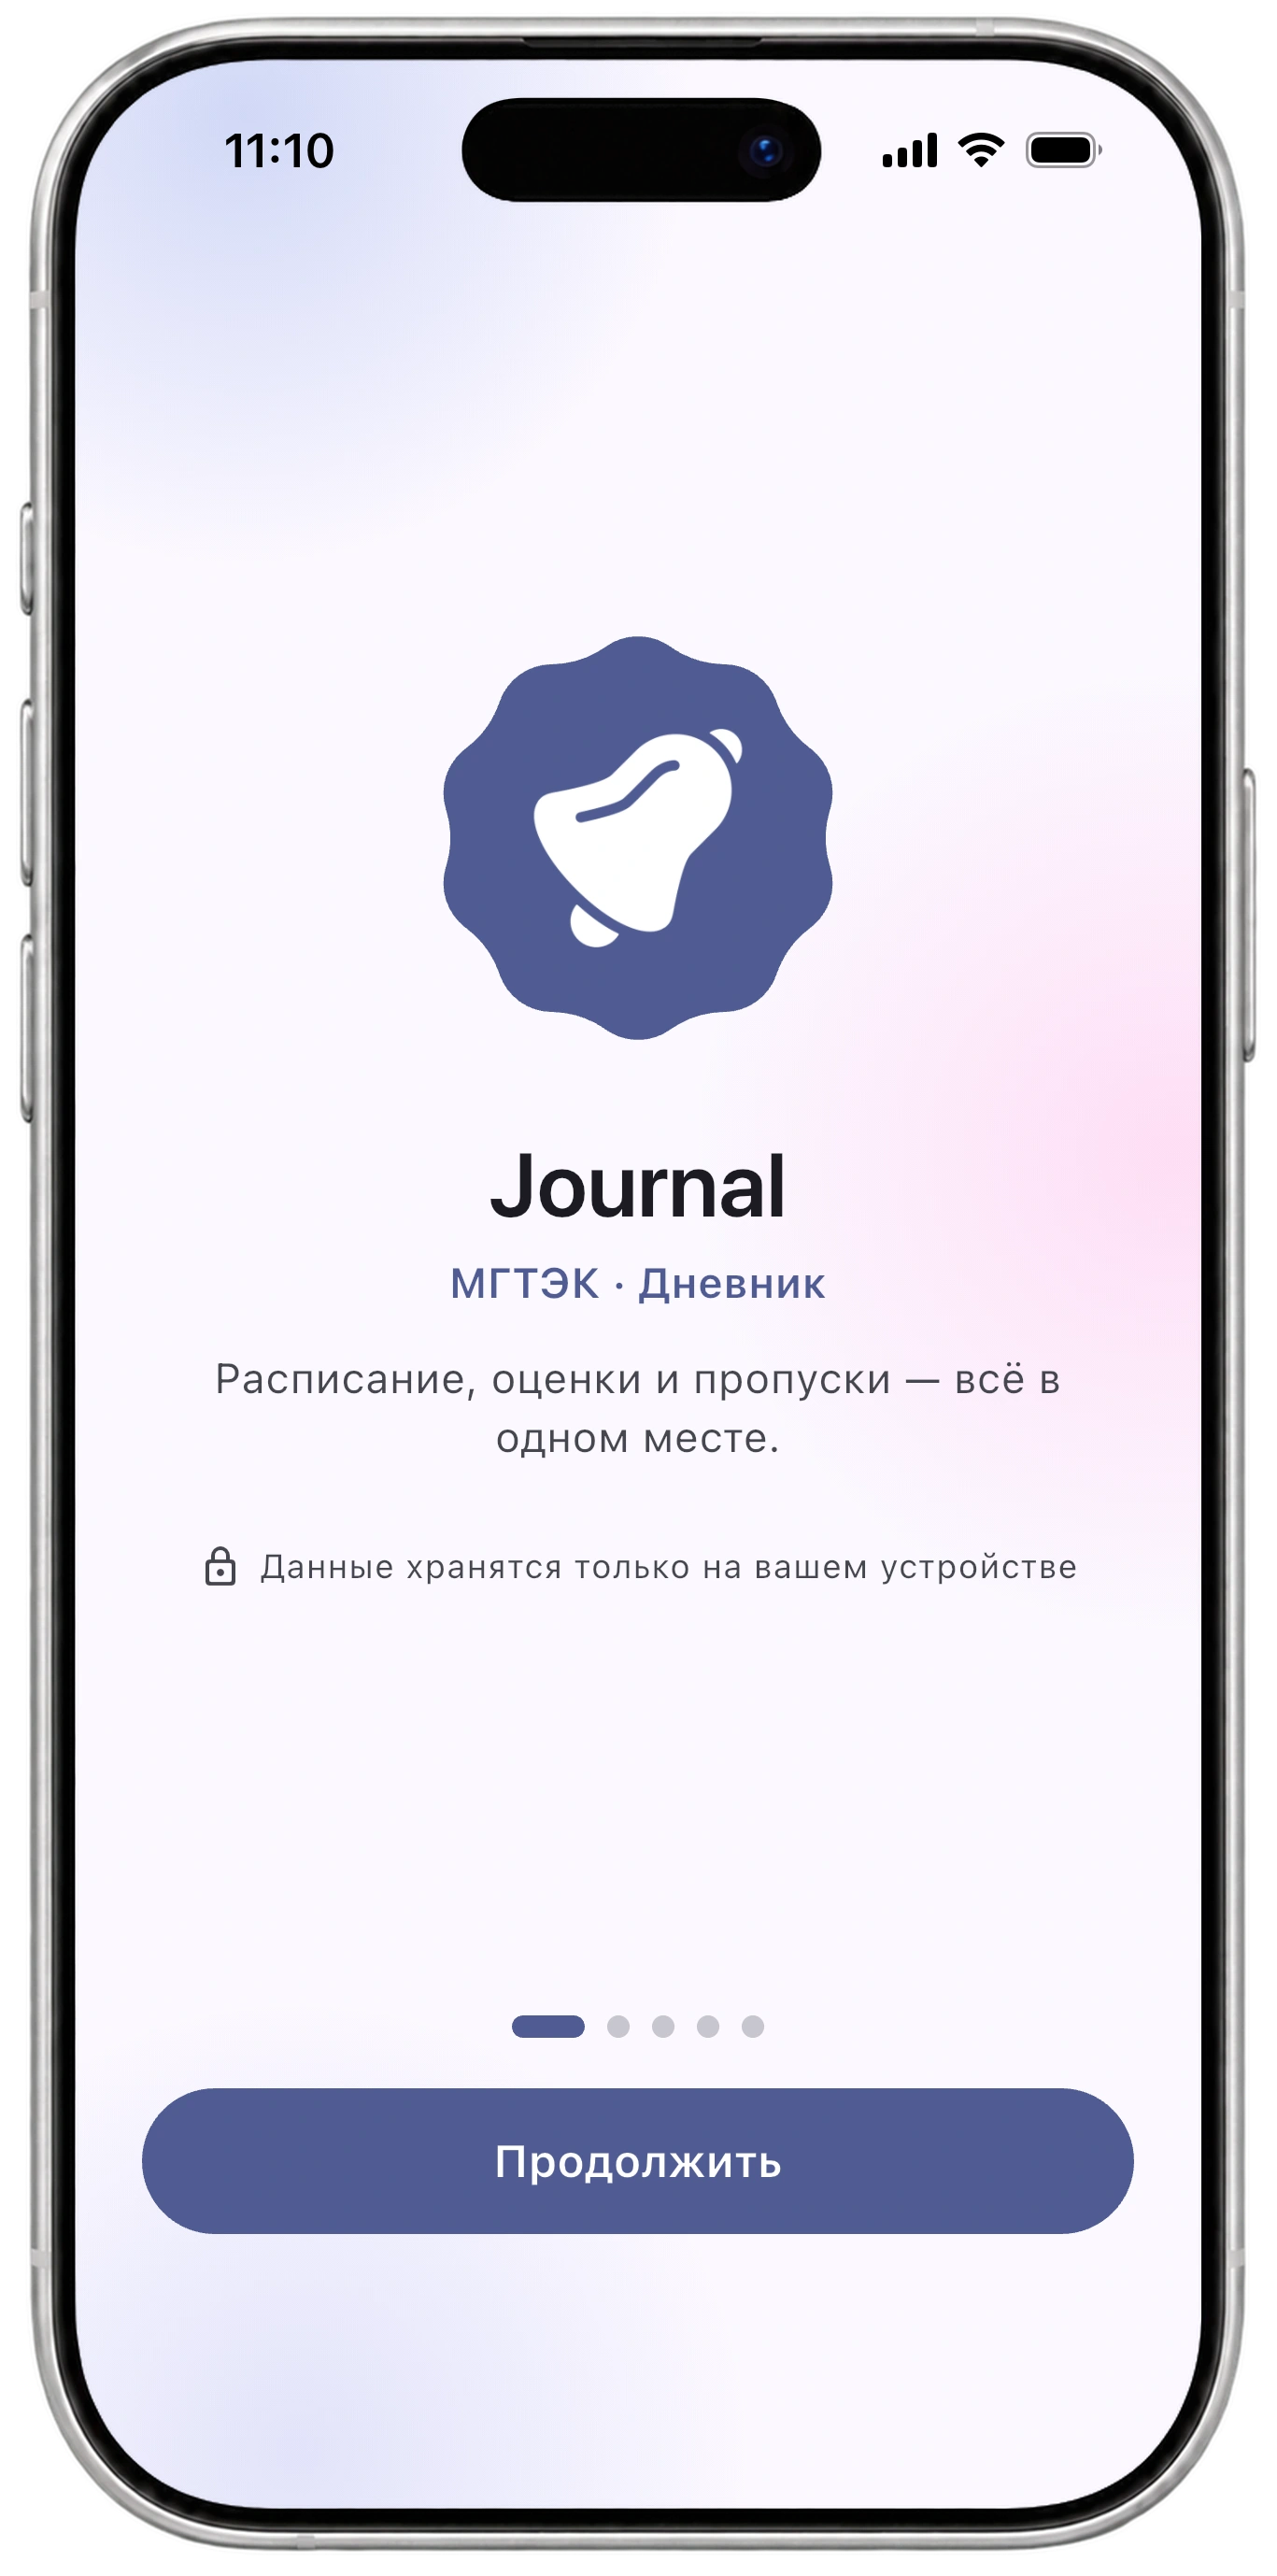 11:10
Journal
МГТЭК · Дневник
Расписание, оценки и пропуски — всё в
одном месте.
Данные хранятся только на вашем устройстве
Продолжить